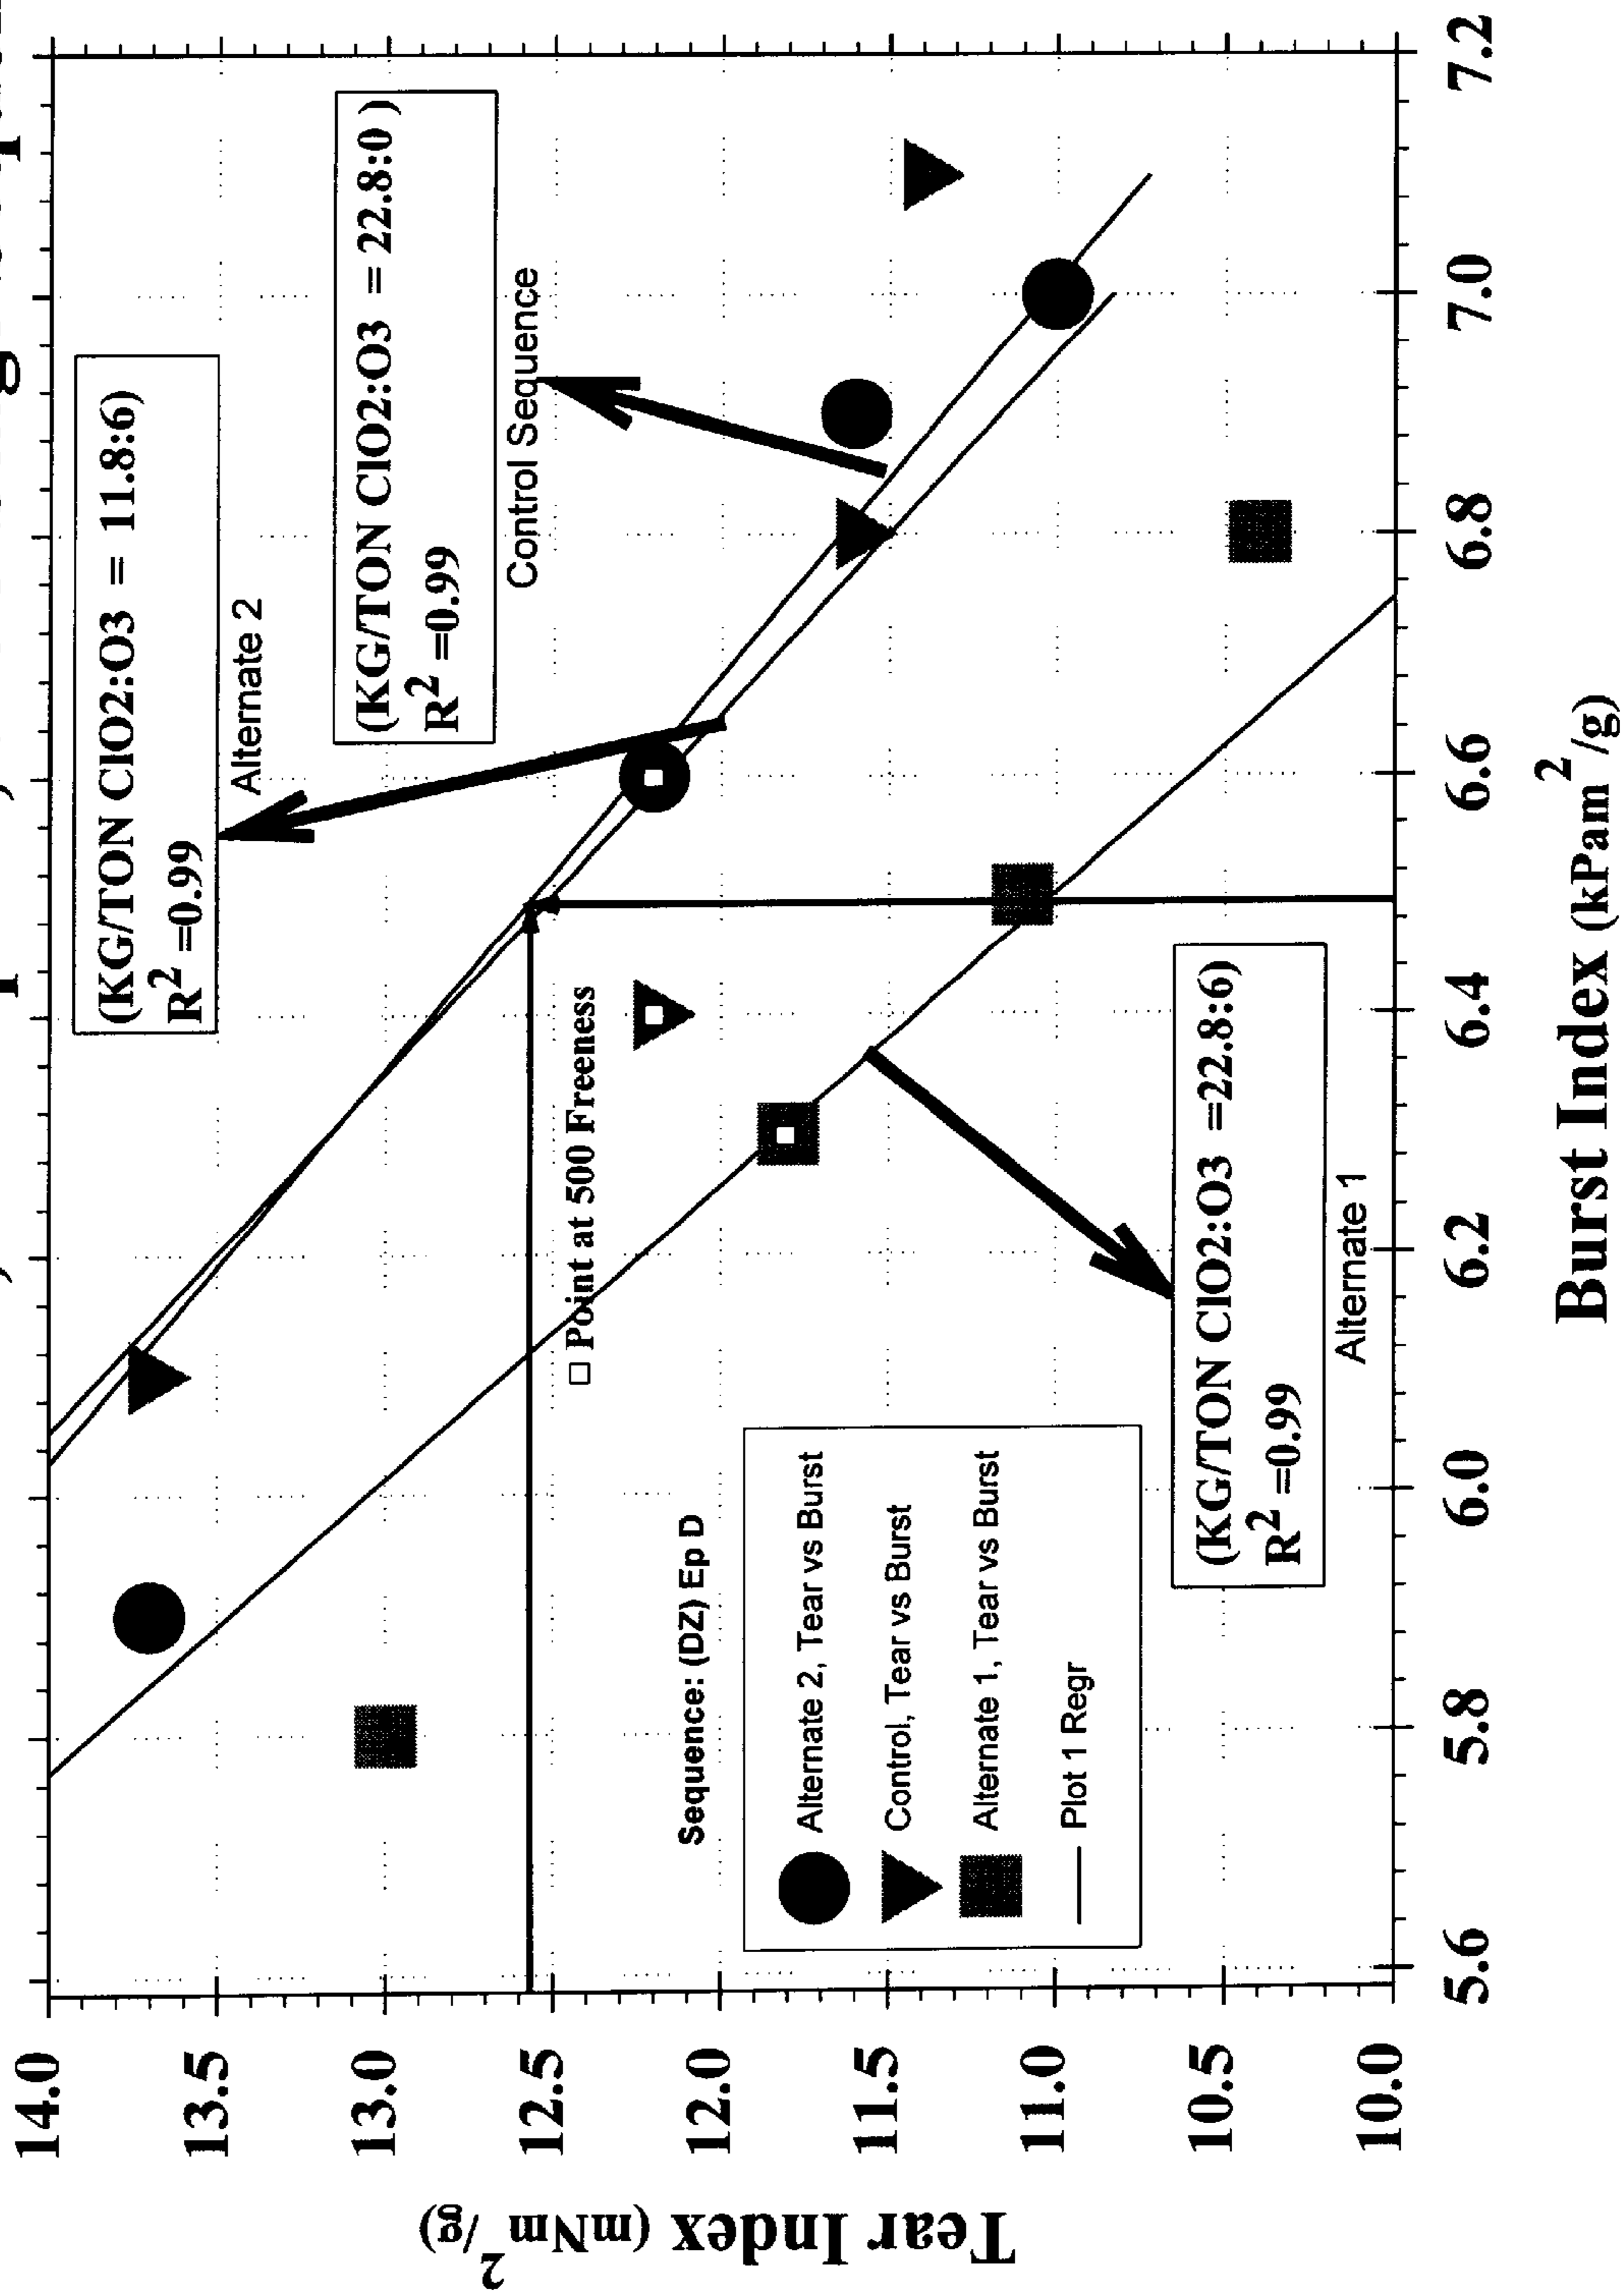 (KG/TON ClO2:O3 = 11.8:6)
R2 =0.99
Alternate 2
(KG/TON ClO2:O3 = 22.8:0 )
R2 =0.99
Control Sequence
□ Point at 500 Freeness
Sequence: (DZ) Ep D
Alternate 2, Tear vs Burst
Control, Tear vs Burst
Alternate 1, Tear vs Burst
Plot 1 Regr
(KG/TON ClO2:O3 =22.8:6)
R2 =0.99
Alternate 1
Tear Index (mNm2/g)
14.0
13.5
13.0
12.5
12.0
11.5
11.0
10.5
10.0
5.6 5.8 6.0 6.2 6.4 6.6 6.8 7.0 7.2
Burst Index (kPam2/g)